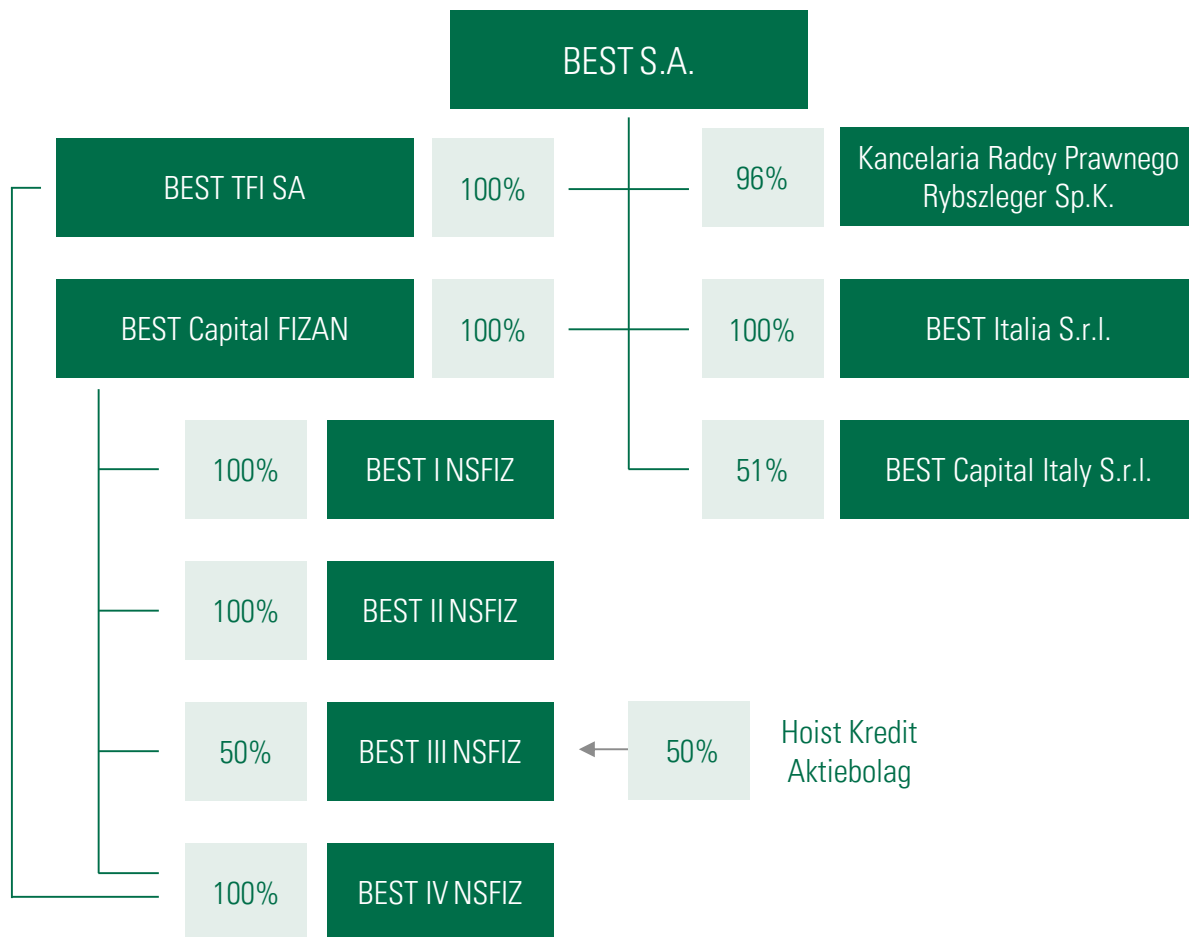 BEST S.A.
BEST TFI SA
100%
96%
Kancelaria Radcy Prawnego
Rybszleger Sp.K.
BEST Capital FIZAN
100%
100%
BEST Italia S.r.l.
100%
BEST I NSFIZ
51%
BEST Capital Italy S.r.l.
100%
BEST II NSFIZ
50%
BEST III NSFIZ
50%
Hoist Kredit
Aktiebolag
100%
BEST IV NSFIZ